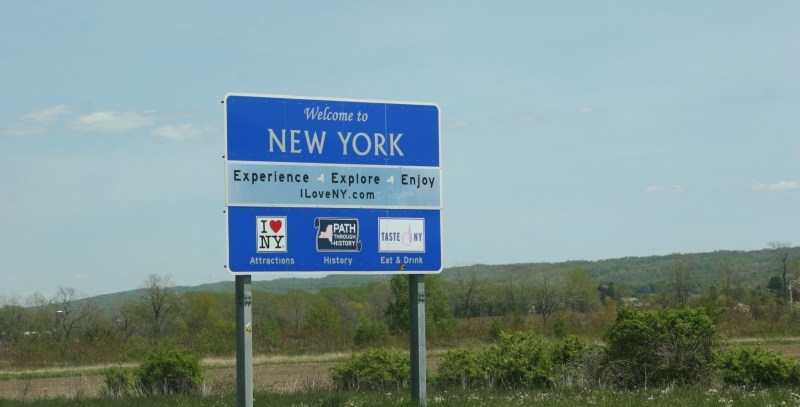 Welcome to
NEW YORK
Experience Explore Enjoy
ILoveNY.com
I ♥ NY
PATH THROUGH HISTORY
TASTE NY
Attractions History Eat & Drink